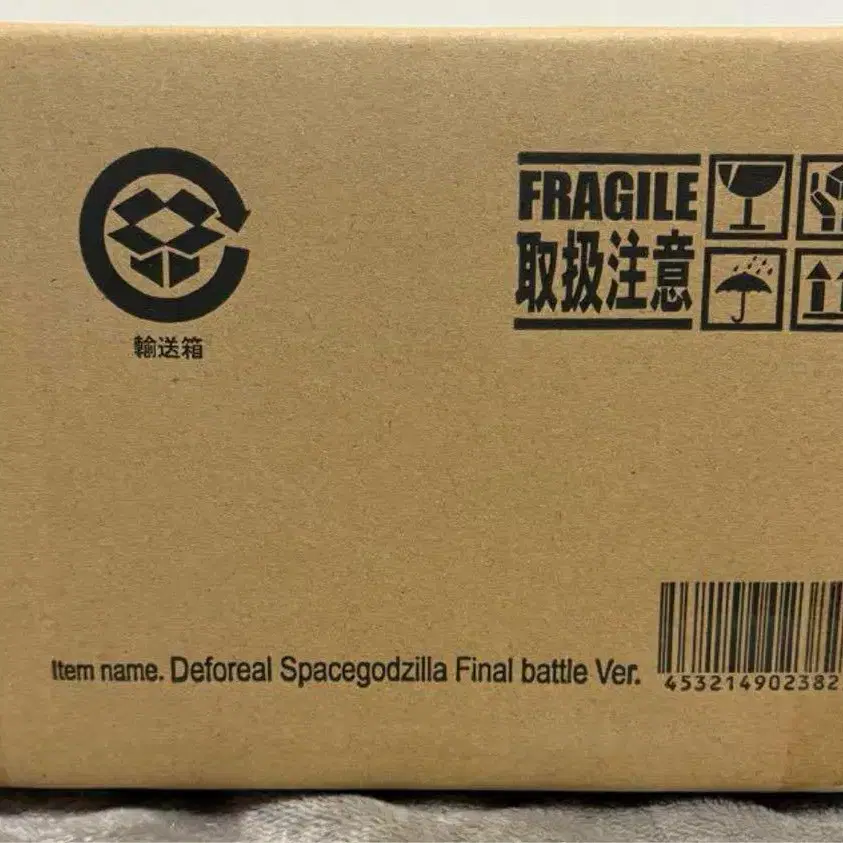 FRAGILE
取扱注意
輸送箱
Item name. Deforeal Spacegodzilla Final battle Ver.
453214902382